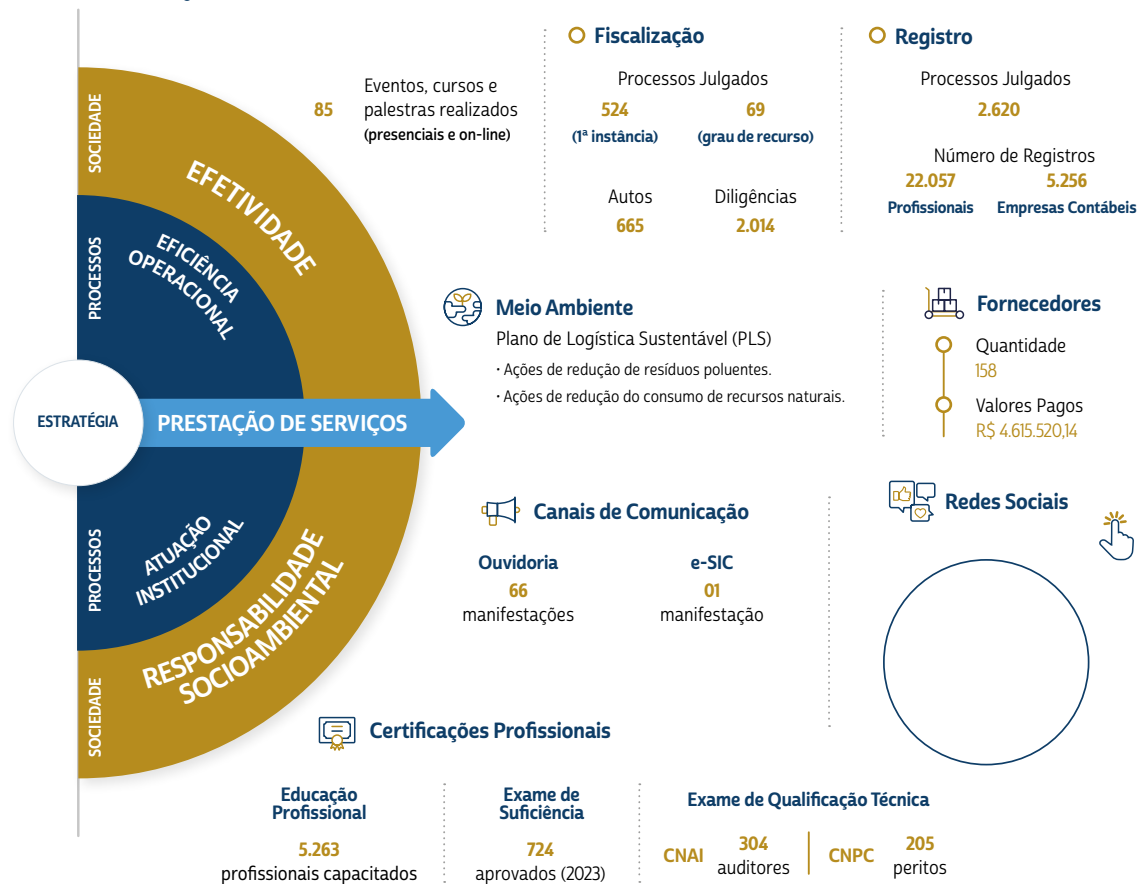 SOCIEDADE
EFETIVIDADE
PROCESSOS
EFICIÊNCIA
OPERACIONAL
ESTRATÉGIA
PRESTAÇÃO DE SERVIÇOS
PROCESSOS
ATUAÇÃO
INSTITUCIONAL
RESPONSABILIDADE
SOCIOAMBIENTAL
SOCIEDADE
85
Eventos, cursos e
palestras realizados
(presenciais e on-line)
Fiscalização
Processos Julgados
524 69
(1ª instância) (grau de recurso)
Autos Diligências
665 2.014
Registro
Processos Julgados
2.620
Número de Registros
22.057 5.256
Profissionais Empresas Contábeis
Meio Ambiente
Plano de Logística Sustentável (PLS)
· Ações de redução de resíduos poluentes.
· Ações de redução do consumo de recursos naturais.
Fornecedores
Quantidade
158
Valores Pagos
R$ 4.615.520,14
Canais de Comunicação
Ouvidoria e-SIC
66 01
manifestações manifestação
Redes Sociais
Certificações Profissionais
Educação
Profissional
5.263
profissionais capacitados
Exame de
Suficiência
724
aprovados (2023)
Exame de Qualificação Técnica
CNAI 304 auditores
CNPC 205 peritos